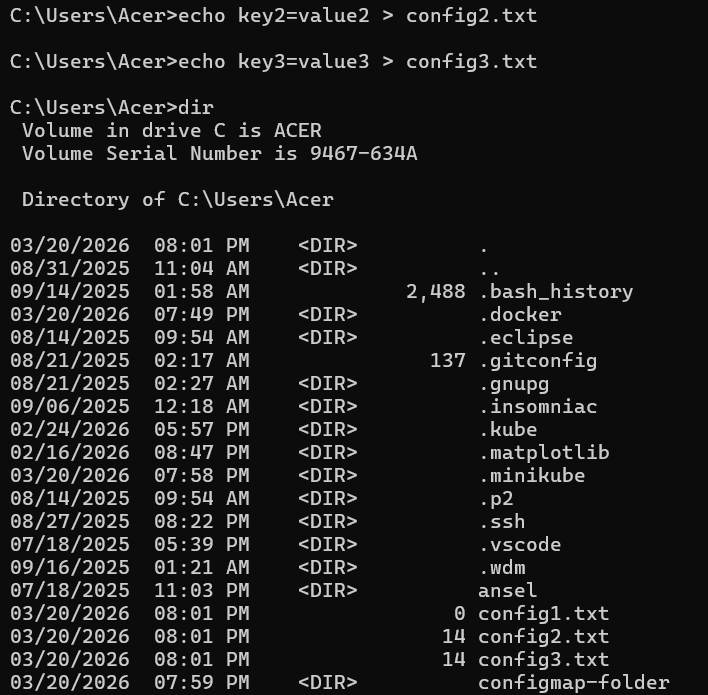 C:\Users\Acer>echo key2=value2 > config2.txt
C:\Users\Acer>echo key3=value3 > config3.txt
C:\Users\Acer>dir
 Volume in drive C is ACER
 Volume Serial Number is 9467-634A
 Directory of C:\Users\Acer
03/20/2026  08:01 PM    <DIR>          .
08/31/2025  11:04 AM    <DIR>          ..
09/14/2025  01:58 AM             2,488 .bash_history
03/20/2026  07:49 PM    <DIR>          .docker
08/14/2025  09:54 AM    <DIR>          .eclipse
08/21/2025  02:17 AM               137 .gitconfig
08/21/2025  02:27 AM    <DIR>          .gnupg
09/06/2025  12:18 AM    <DIR>          .insomniac
02/24/2026  05:57 PM    <DIR>          .kube
02/16/2026  08:47 PM    <DIR>          .matplotlib
03/20/2026  07:58 PM    <DIR>          .minikube
08/14/2025  09:54 AM    <DIR>          .p2
08/27/2025  08:22 PM    <DIR>          .ssh
07/18/2025  05:39 PM    <DIR>          .vscode
09/16/2025  01:21 AM    <DIR>          .wdm
07/18/2025  11:03 PM    <DIR>          ansel
03/20/2026  08:01 PM                 0 config1.txt
03/20/2026  08:01 PM                14 config2.txt
03/20/2026  08:01 PM                14 config3.txt
03/20/2026  07:59 PM    <DIR>          configmap-folder